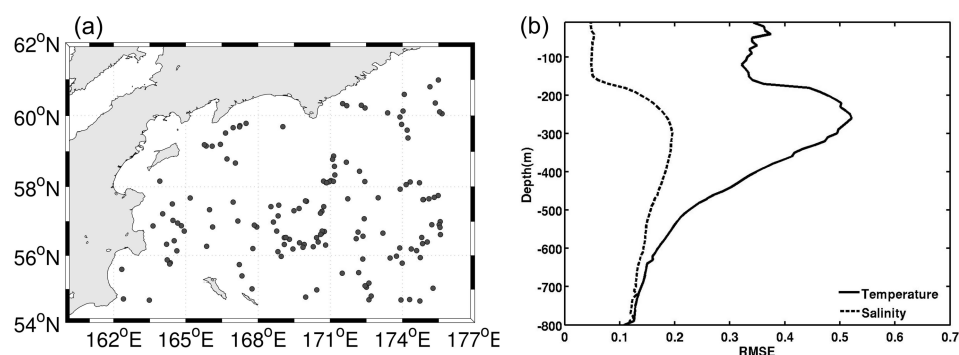 (a)
62°N
60°N
58°N
56°N
54°N
162°E 165°E 168°E 171°E 174°E 177°E
(b)
-100
-200
-300
-400
-500
-600
-700
-800
Depth(m)
0 0.1 0.2 0.3 0.4 0.5 0.6 0.7
RMSE
Temperature
Salinity